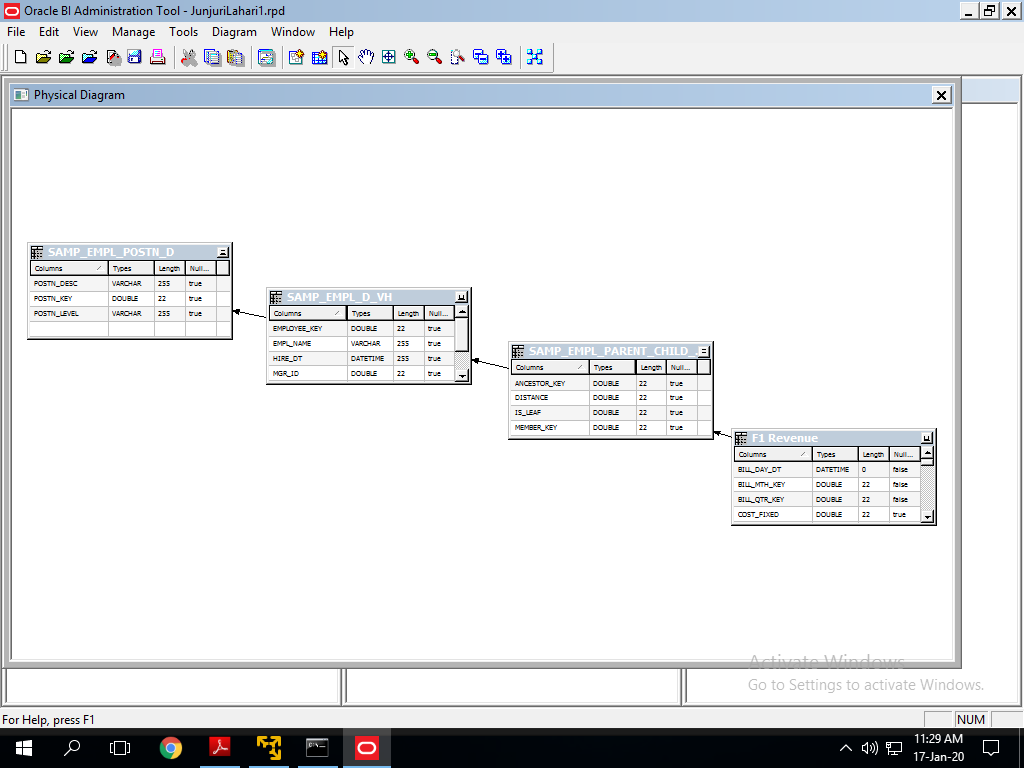 Oracle BI Administration Tool - JunjuriLahari1.rpd
File Edit View Manage Tools Diagram Window Help
Physical Diagram
SAMP_EMPL_POSTN_D
Columns Types Length Null...
POSTN_DESC VARCHAR 255 true
POSTN_KEY DOUBLE 22 true
POSTN_LEVEL VARCHAR 255 true
SAMP_EMPL_D_VH
Columns Types Length Null...
EMPLOYEE_KEY DOUBLE 22 true
EMPL_NAME VARCHAR 255 true
HIRE_DT DATETIME 255 true
MGR_ID DOUBLE 22 true
SAMP_EMPL_PARENT_CHILD_...
Columns Types Length Null...
ANCESTOR_KEY DOUBLE 22 true
DISTANCE DOUBLE 22 true
IS_LEAF DOUBLE 22 true
MEMBER_KEY DOUBLE 22 true
F1 Revenue
Columns Types Length Null...
BILL_DAY_DT DATETIME 0 false
BILL_MTH_KEY DOUBLE 22 false
BILL_QTR_KEY DOUBLE 22 false
COST_FIXED DOUBLE 22 true
Activate Windows
Go to Settings to activate Windows.
For Help, press F1
NUM
11:29 AM
17-Jan-20